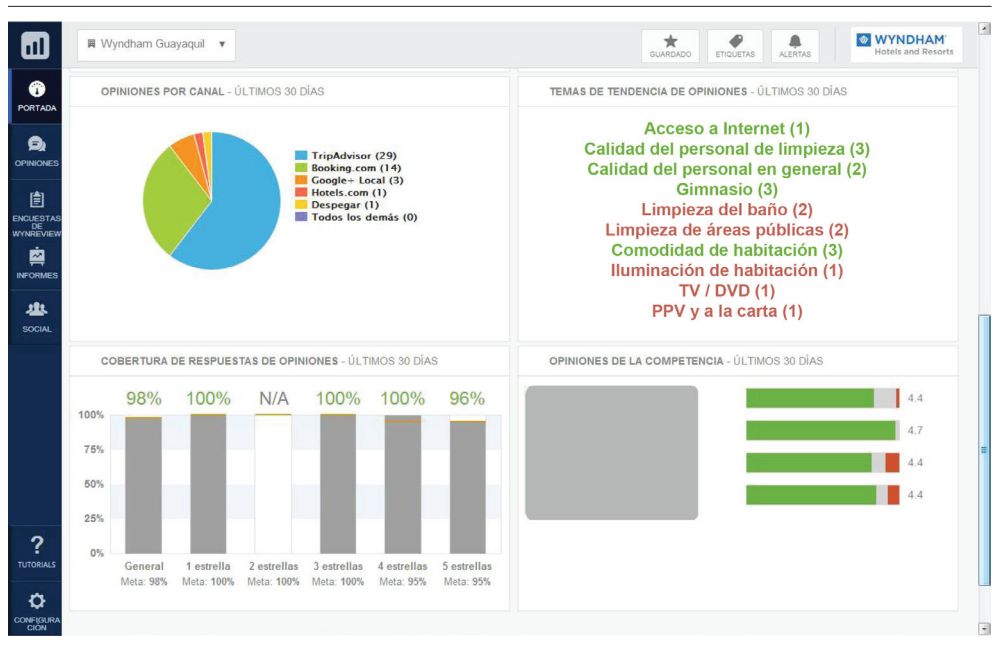 Wyndham Guayaquil
GUARDADO
ETIQUETAS
ALERTAS
WYNDHAM
Hotels and Resorts
PORTADA
OPINIONES
ENCUESTAS
DE
WYNREVIEW
INFORMES
SOCIAL
TUTORIALS
CONFIGURA
CIÓN
OPINIONES POR CANAL - ÚLTIMOS 30 DÍAS
TripAdvisor (29)
Booking.com (14)
Google+ Local (3)
Hotels.com (1)
Despegar (1)
Todos los demás (0)
TEMAS DE TENDENCIA DE OPINIONES - ÚLTIMOS 30 DÍAS
Acceso a Internet (1)
Calidad del personal de limpieza (3)
Calidad del personal en general (2)
Gimnasio (3)
Limpieza del baño (2)
Limpieza de áreas públicas (2)
Comodidad de habitación (3)
Iluminación de habitación (1)
TV / DVD (1)
PPV y a la carta (1)
COBERTURA DE RESPUESTAS DE OPINIONES - ÚLTIMOS 30 DÍAS
98% 100% N/A 100% 100% 96%
100%
75%
50%
25%
0%
General 1 estrella 2 estrellas 3 estrellas 4 estrellas 5 estrellas
Meta: 98% Meta: 100% Meta: 100% Meta: 100% Meta: 95% Meta: 95%
OPINIONES DE LA COMPETENCIA - ÚLTIMOS 30 DÍAS
4.4
4.7
4.4
4.4